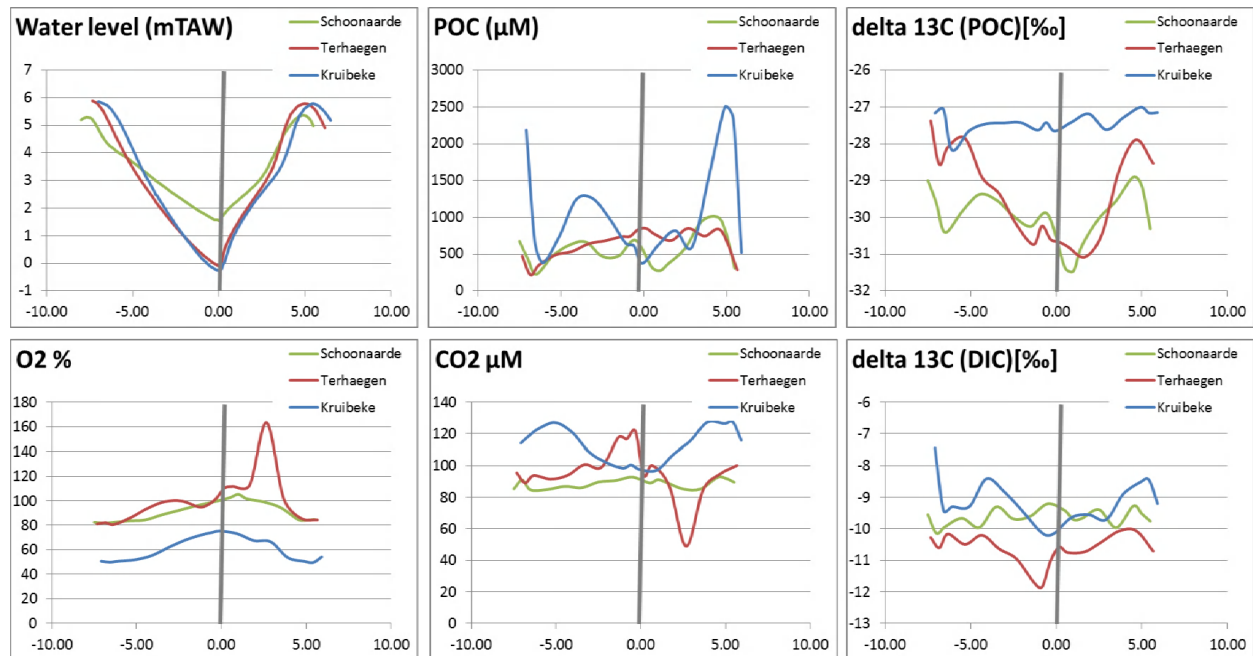 Water level (mTAW)
Schoonaarde
Terhaegen
Kruibeke
7
6
5
4
3
2
1
0
-1
-10.00 -5.00 0.00 5.00 10.00
POC (µM)
Schoonaarde
Terhaegen
Kruibeke
3000
2500
2000
1500
1000
500
0
-10.00 -5.00 0.00 5.00 10.00
delta 13C (POC)[‰]
Schoonaarde
Terhaegen
Kruibeke
-26
-27
-28
-29
-30
-31
-32
-10.00 -5.00 0.00 5.00 10.00
O2 %
Schoonaarde
Terhaegen
Kruibeke
180
160
140
120
100
80
60
40
20
0
-10.00 -5.00 0.00 5.00 10.00
CO2 µM
Schoonaarde
Terhaegen
Kruibeke
140
120
100
80
60
40
20
0
-10.00 -5.00 0.00 5.00 10.00
delta 13C (DIC)[‰]
Schoonaarde
Terhaegen
Kruibeke
-6
-7
-8
-9
-10
-11
-12
-13
-10.00 -5.00 0.00 5.00 10.00